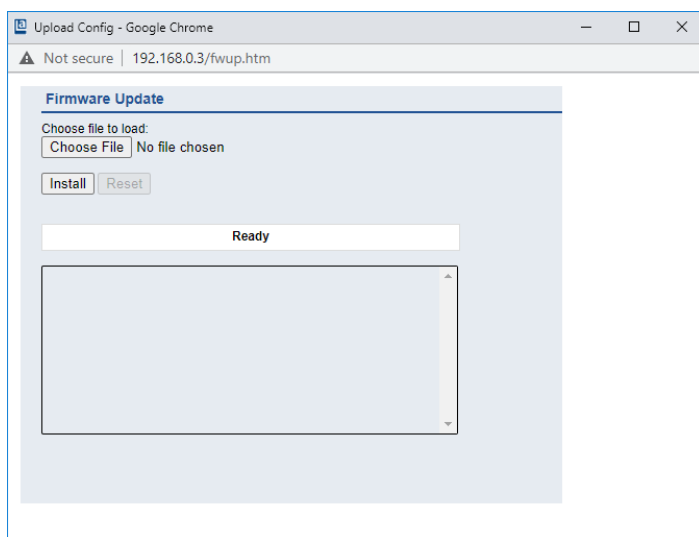 Upload Config - Google Chrome
Not secure | 192.168.0.3/fwup.htm
Firmware Update
Choose file to load:
Choose File No file chosen
Install Reset
Ready